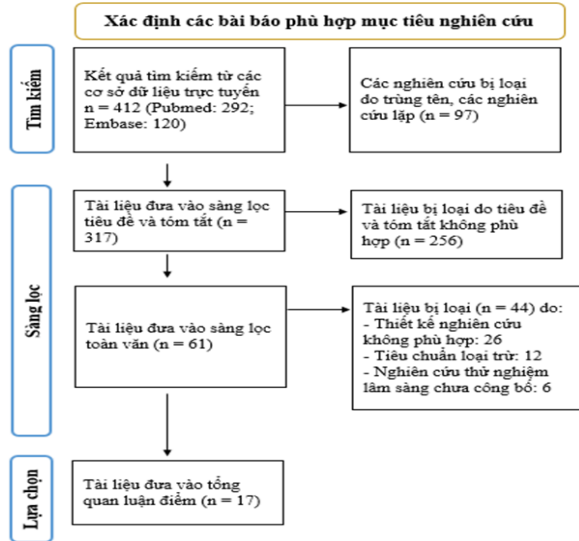 Xác định các bài báo phù hợp mục tiêu nghiên cứu
Tìm kiếm
Kết quả tìm kiếm từ các
cơ sở dữ liệu trực tuyến
n = 412 (Pubmed: 292;
Embase: 120)
Các nghiên cứu bị loại
do trùng tên, các nghiên
cứu lặp (n = 97)
Sàng lọc
Tài liệu đưa vào sàng lọc
tiêu đề và tóm tắt (n =
317)
Tài liệu bị loại do tiêu đề
và tóm tắt không phù
hợp (n = 256)
Tài liệu đưa vào sàng lọc
toàn văn (n = 61)
Tài liệu bị loại (n = 44) do:
- Thiết kế nghiên cứu
không phù hợp: 26
- Tiêu chuẩn loại trừ: 12
- Nghiên cứu thử nghiệm
lâm sàng chưa công bố: 6
Lựa chọn
Tài liệu đưa vào tổng
quan luận điểm (n = 17)